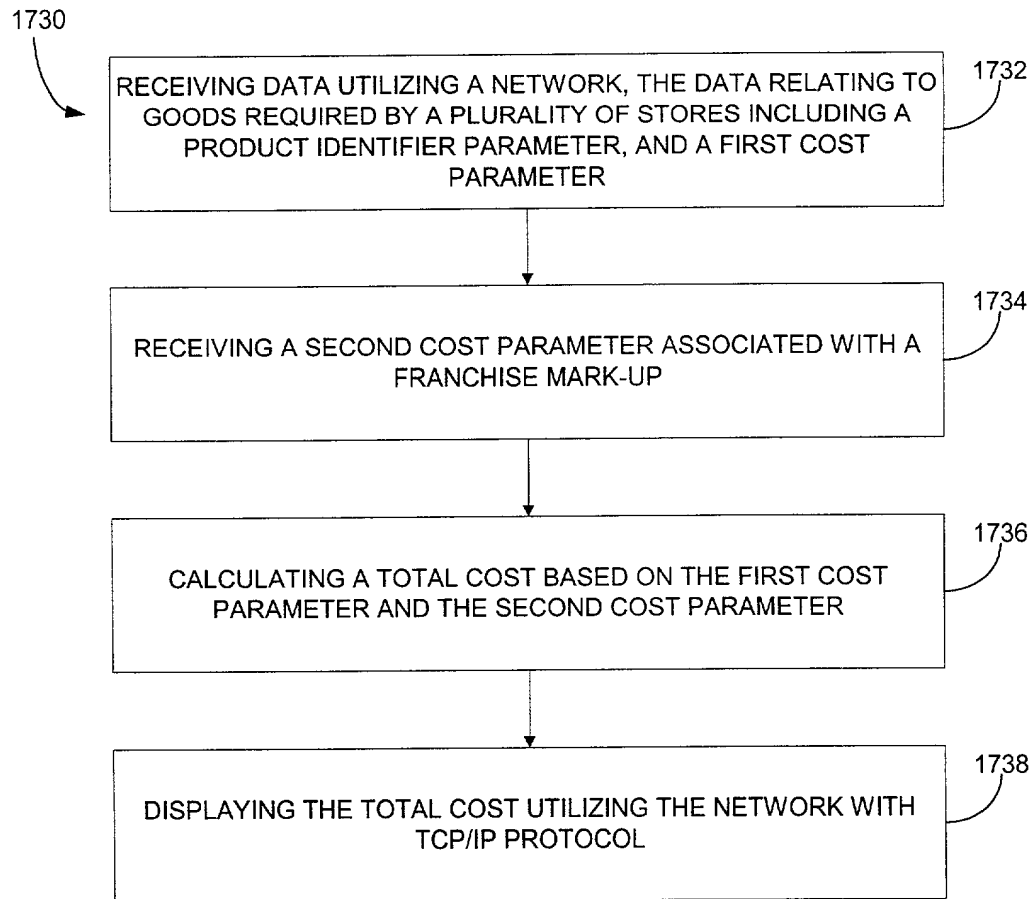 1730
RECEIVING DATA UTILIZING A NETWORK, THE DATA RELATING TO
GOODS REQUIRED BY A PLURALITY OF STORES INCLUDING A
PRODUCT IDENTIFIER PARAMETER, AND A FIRST COST
PARAMETER
1732
RECEIVING A SECOND COST PARAMETER ASSOCIATED WITH A
FRANCHISE MARK-UP
1734
CALCULATING A TOTAL COST BASED ON THE FIRST COST
PARAMETER AND THE SECOND COST PARAMETER
1736
DISPLAYING THE TOTAL COST UTILIZING THE NETWORK WITH
TCP/IP PROTOCOL
1738